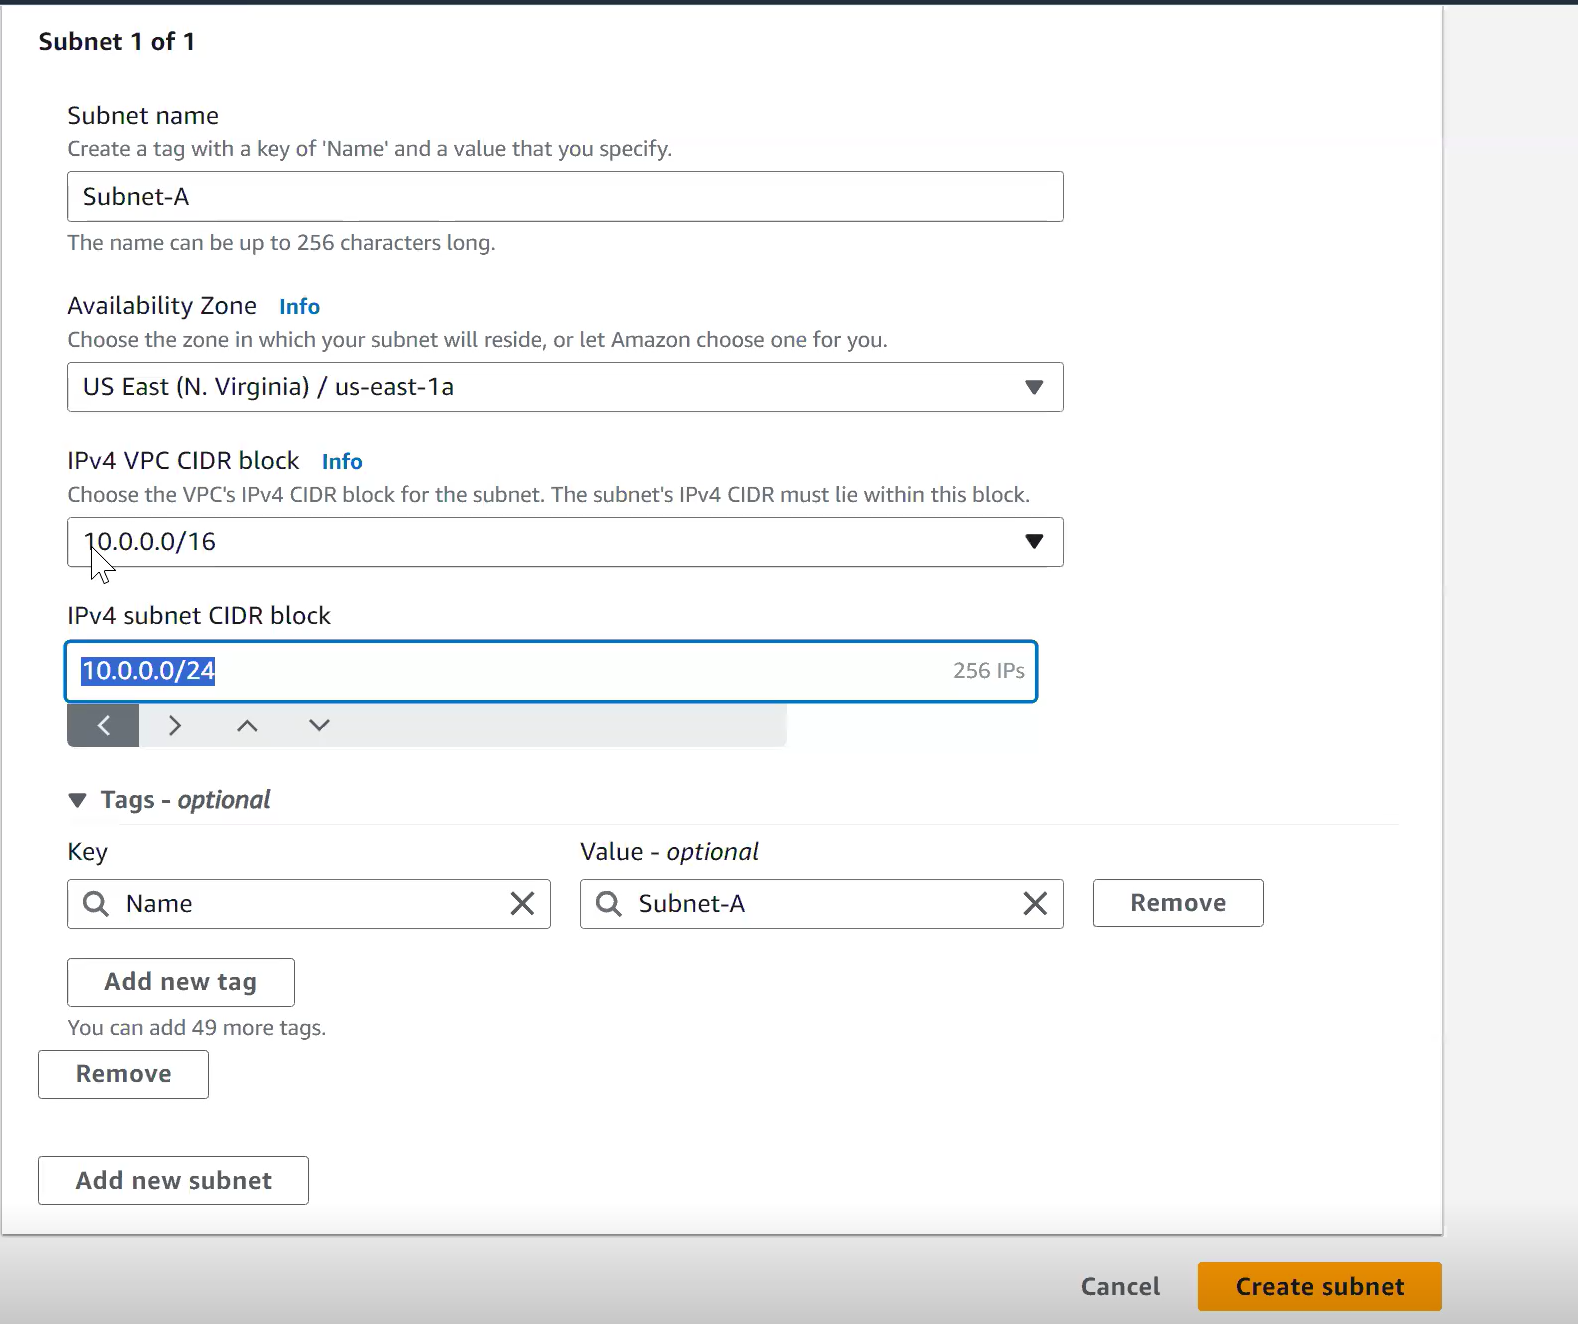 Subnet 1 of 1
Subnet name
Create a tag with a key of 'Name' and a value that you specify.
Subnet-A
The name can be up to 256 characters long.
Availability Zone Info
Choose the zone in which your subnet will reside, or let Amazon choose one for you.
US East (N. Virginia) / us-east-1a
IPv4 VPC CIDR block Info
Choose the VPC's IPv4 CIDR block for the subnet. The subnet's IPv4 CIDR must lie within this block.
10.0.0.0/16
IPv4 subnet CIDR block
10.0.0.0/24 256 IPs
Tags - optional
Key Value - optional
Name Subnet-A Remove
Add new tag
You can add 49 more tags.
Remove
Add new subnet
Cancel Create subnet